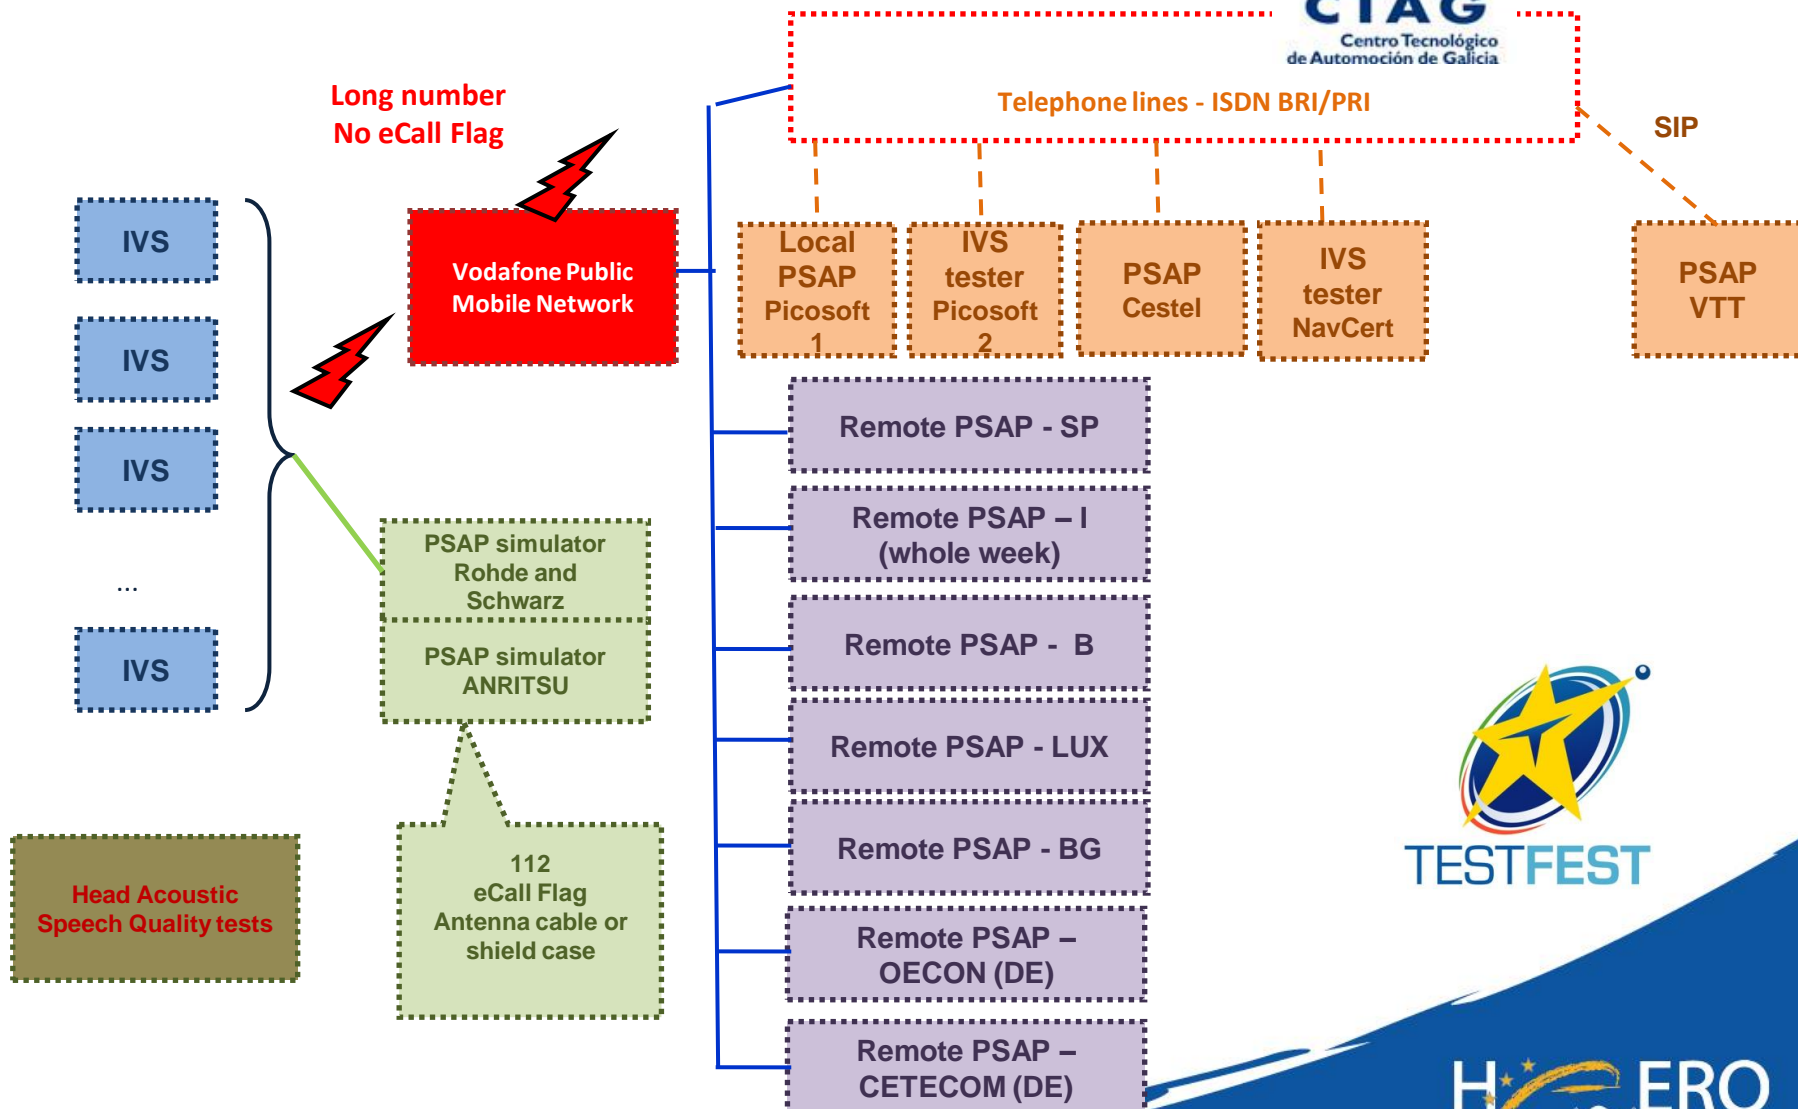 CTAG
Centro Tecnológico
de Automoción de Galicia
Long number
No eCall Flag
Telephone lines - ISDN BRI/PRI
SIP
IVS
IVS
IVS
...
IVS
Vodafone Public
Mobile Network
Local
PSAP
Picosoft
1
IVS
tester
Picosoft
2
PSAP
Cestel
IVS
tester
NavCert
PSAP
VTT
Remote PSAP - SP
Remote PSAP – I
(whole week)
Remote PSAP - B
Remote PSAP - LUX
Remote PSAP - BG
Remote PSAP –
OECON (DE)
Remote PSAP –
CETECOM (DE)
PSAP simulator
Rohde and
Schwarz
PSAP simulator
ANRITSU
112
eCall Flag
Antenna cable or
shield case
Head Acoustic
Speech Quality tests
TESTFEST
H ERO